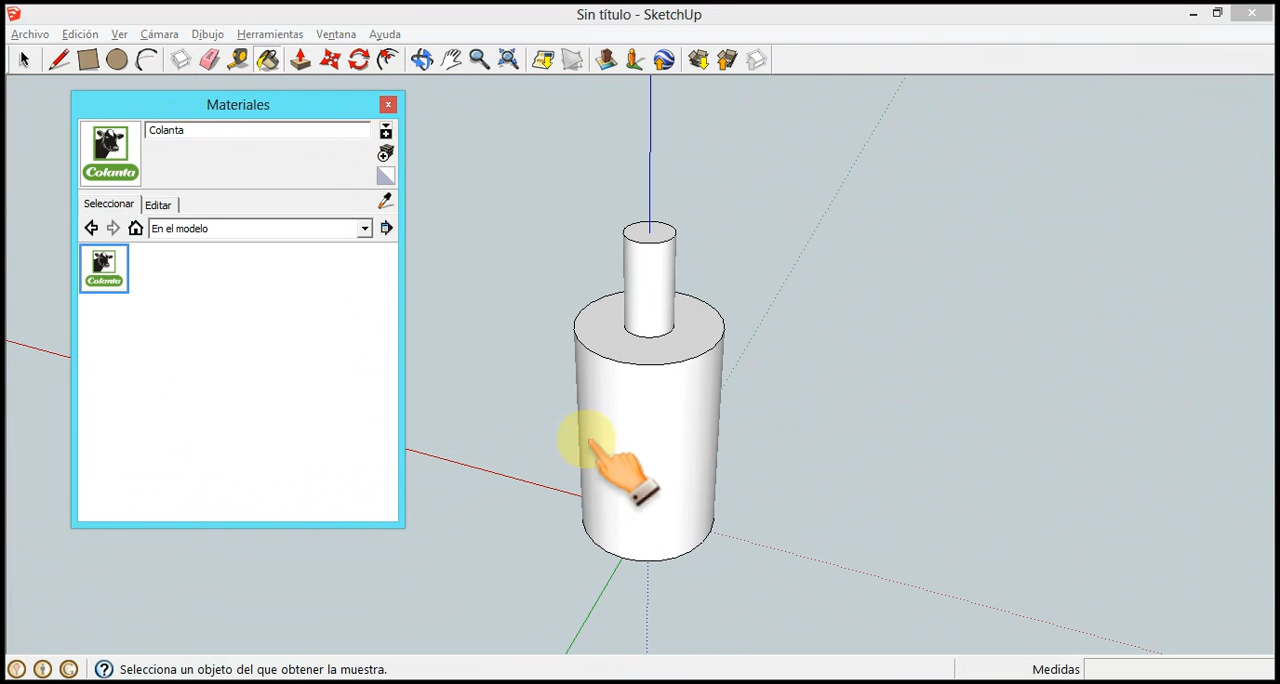 Sin título - SketchUp
Archivo Edición Ver Cámara Dibujo Herramientas Ventana Ayuda
Materiales
Colanta
Colanta
Seleccionar Editar
En el modelo
Colanta
Selecciona un objeto del que obtener la muestra.
Medidas